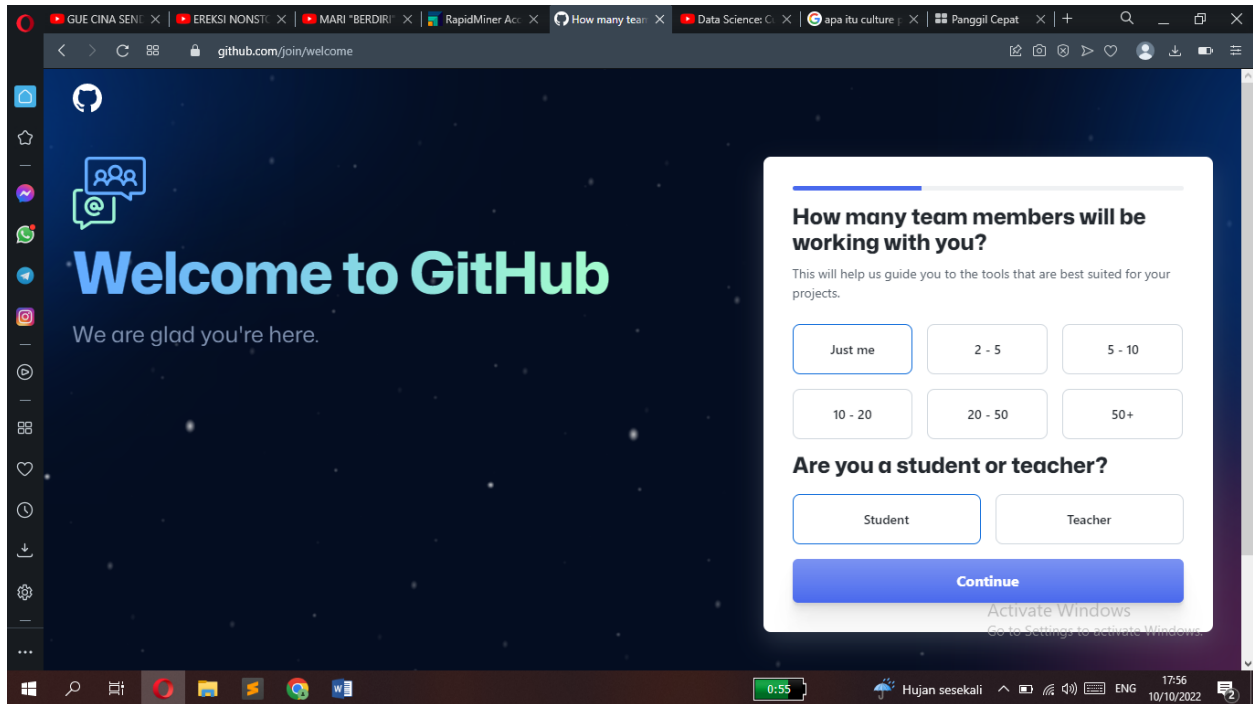 GUE CINA SEND
EREKSI NONSTO
MARI "BERDIRI"
RapidMiner Acc
How many team
Data Science: Cu
apa itu culture p
Panggil Cepat
github.com/join/welcome
Welcome to GitHub
We are glad you're here.
How many team members will be
working with you?
This will help us guide you to the tools that are best suited for your
projects.
Just me
2 - 5
5 - 10
10 - 20
20 - 50
50+
Are you a student or teacher?
Student
Teacher
Continue
Activate Windows
Go to Settings to activate Windows.
0:55
Hujan sesekali
ENG
17:56
10/10/2022
2